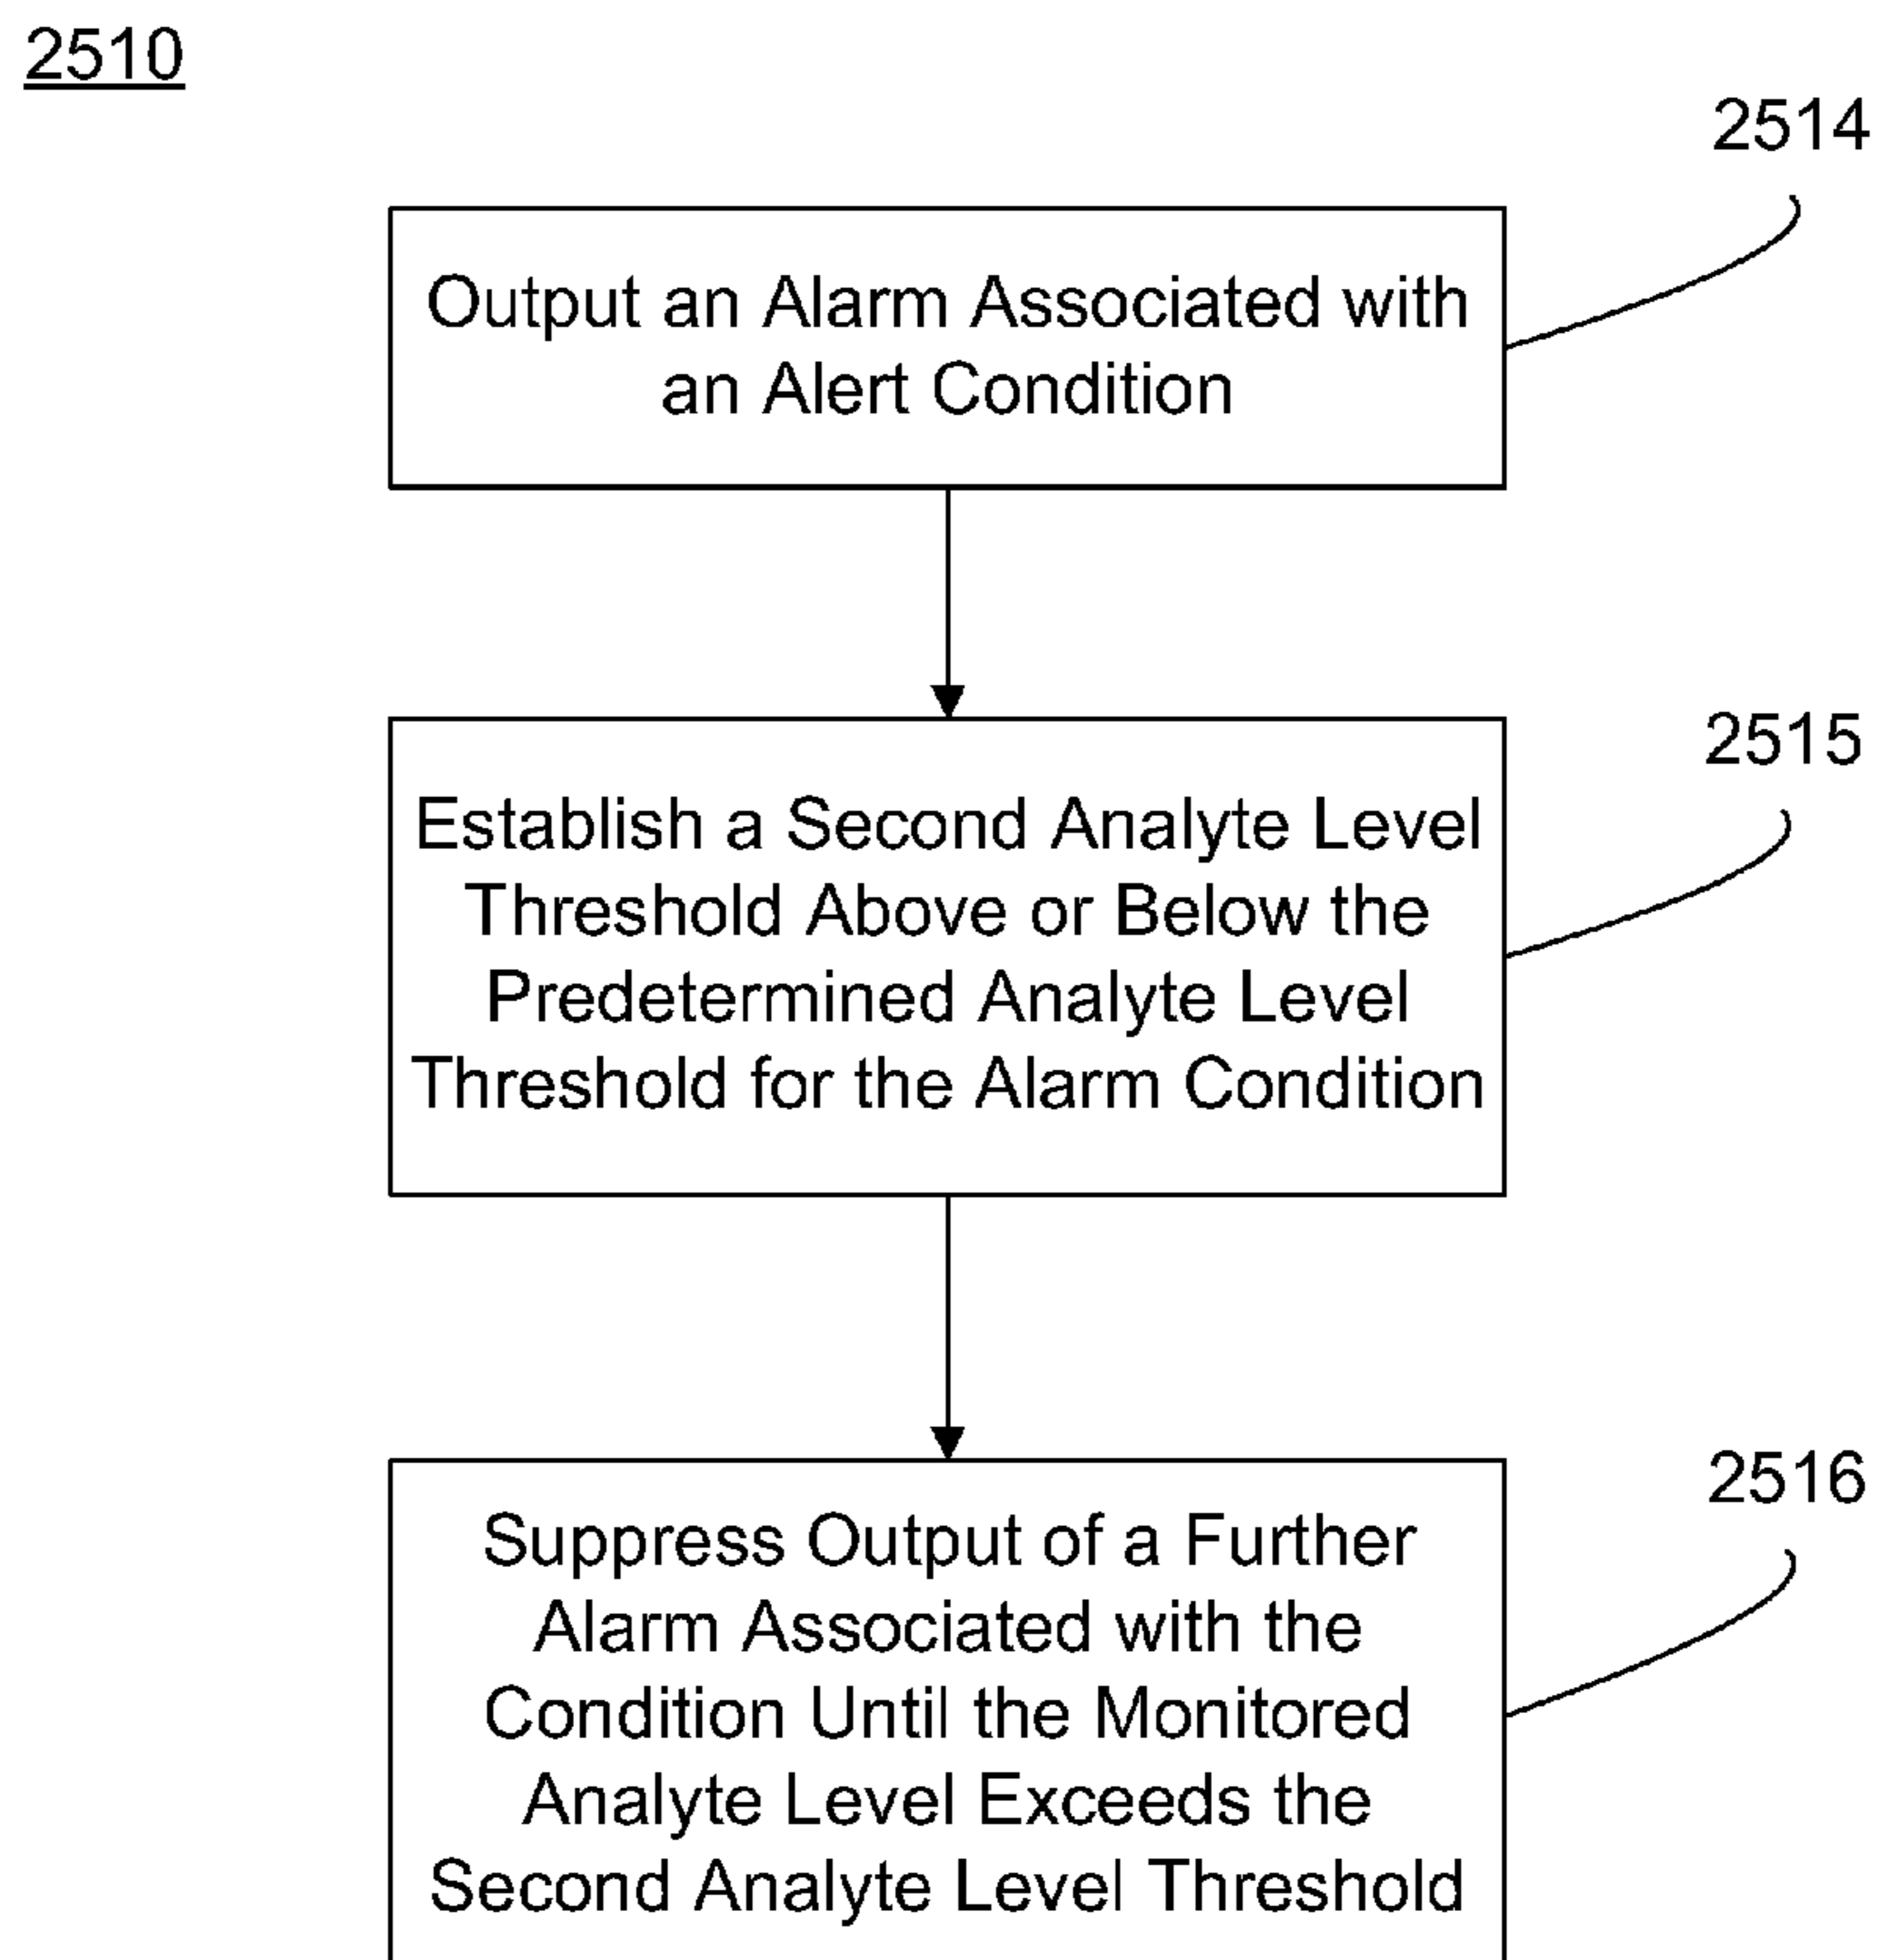 2510
2514
Output an Alarm Associated with
an Alert Condition
2515
Establish a Second Analyte Level
Threshold Above or Below the
Predetermined Analyte Level
Threshold for the Alarm Condition
2516
Suppress Output of a Further
Alarm Associated with the
Condition Until the Monitored
Analyte Level Exceeds the
Second Analyte Level Threshold